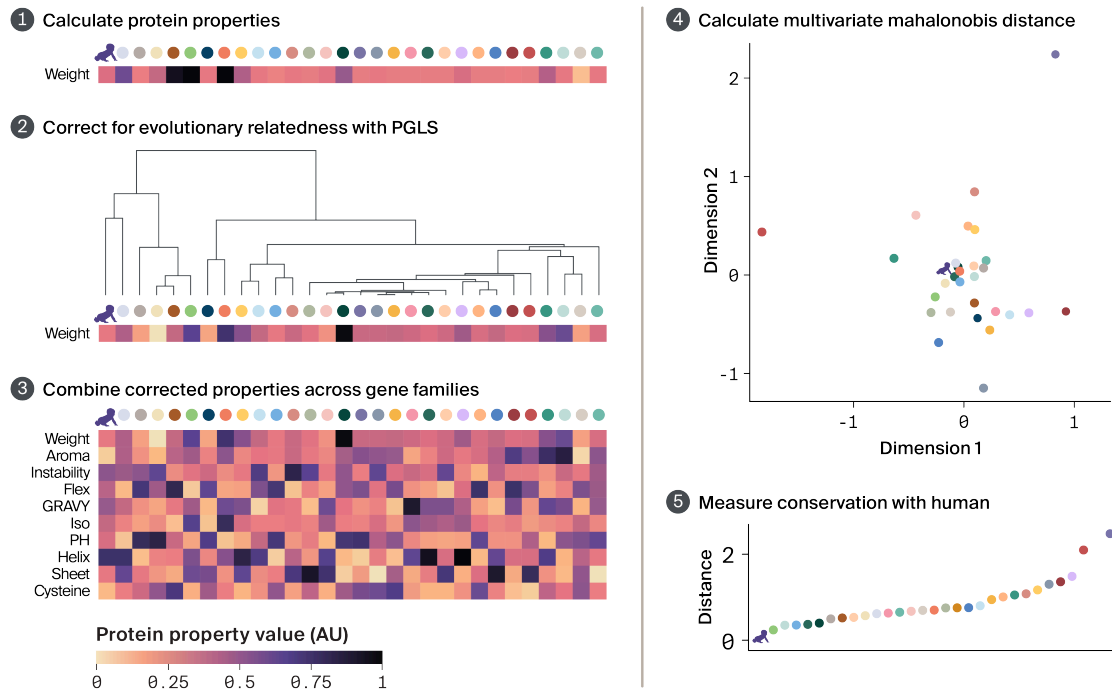 1 Calculate protein properties
Weight
2 Correct for evolutionary relatedness with PGLS
Weight
3 Combine corrected properties across gene families
Weight
Aroma
Instability
Flex
GRAVY
Iso
PH
Helix
Sheet
Cysteine
Protein property value (AU)
0 0.25 0.5 0.75 1
4 Calculate multivariate mahalonobis distance
2
1
0
-1
Dimension 2
-1 0 1
Dimension 1
5 Measure conservation with human
2
0
Distance